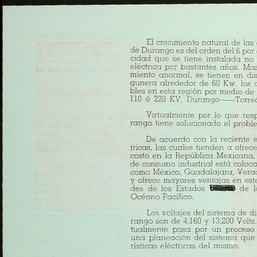 El crecimiento natural de las
de Durango es del orden del 6 por
cidad que se tiene instalada no
eléctrica por bastantes años. Mas
miento anormal, se tienen en dis
gunera alrededor de 60 Kw. los c
bles en esta región por medio de
110 ó 220 KV. Durango—Torre
Virtualmente por lo que resp
rango tiene solucionado el proble
De acuerdo con la reciente e
tricas, las cuales tienden a ofrece
costo en la República Mexicana,
de consumo industrial está coloca
como México, Guadalajara, Verac
y ofrece mayores ventajas en este
des de los Estados de l
Océano Pacífico.
Los voltajes del sistema de di
rango son de 4,160 y 13,200 Volts.
tualmente pasa por un proceso
una planeación del sistema que
rísticas eléctricas del mismo.